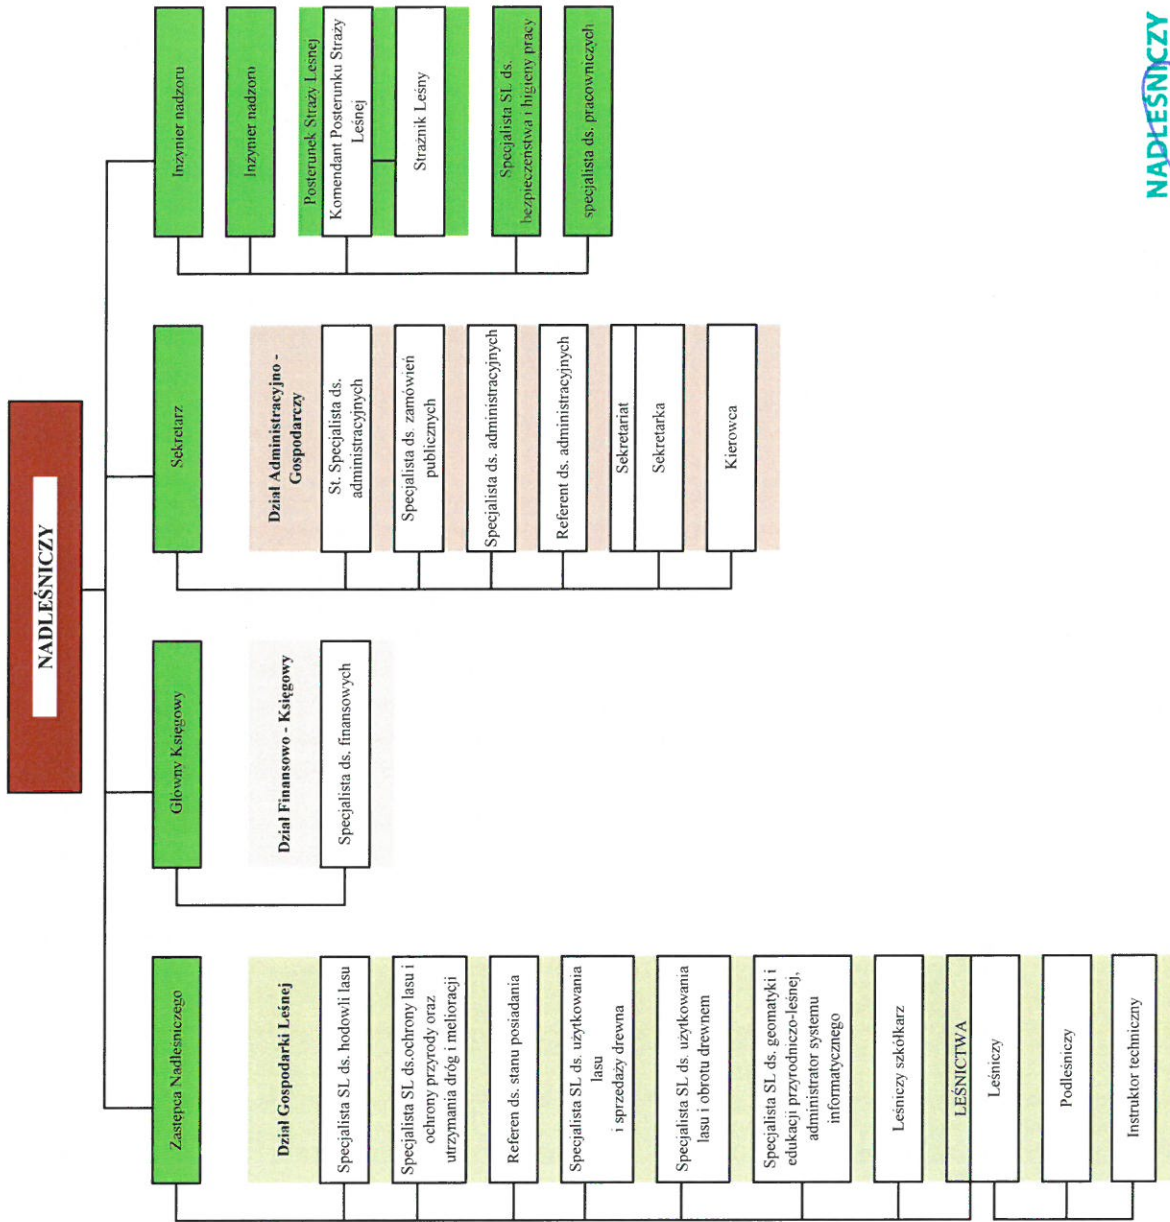 NADLEŚNICZY
Zastępca Nadleśniczego
Dział Gospodarki Leśnej
Specjalista SL ds. hodowli lasu
Specjalista SL ds.ochrony lasu i
ochrony przyrody oraz
utrzymania dróg i melioracji
Referen ds. stanu posiadania
Specjalista SL ds. użytkowania
lasu
i sprzedaży drewna
Specjalista SL ds. użytkowania
lasu i obrotu drewnem
Specjalista SL ds. geomatyki i
edukacji przyrodniczo-leśnej,
administrator systemu
informatycznego
Leśniczy szkółkarz
LEŚNICTWA
Leśniczy
Podleśniczy
Instruktor techniczny
Główny Księgowy
Dział Finansowo - Księgowy
Specjalista ds. finansowych
Sekretarz
Dział Administracyjno -
Gospodarczy
St. Specjalista ds.
administracyjnych
Specjalista ds. zamówień
publicznych
Specjalista ds. administracyjnych
Referent ds. administracyjnych
Sekretariat
Sekretarka
Kierowca
Inżynier nadzoru
Inżynier nadzoru
Posterunek Straży Leśnej
Komendant Posterunku Straży
Leśnej
Strażnik Leśny
Specjalista SL ds.
bezpieczeństwa i higieny pracy
specjalista ds. pracowniczych
NADLEŚNICZY